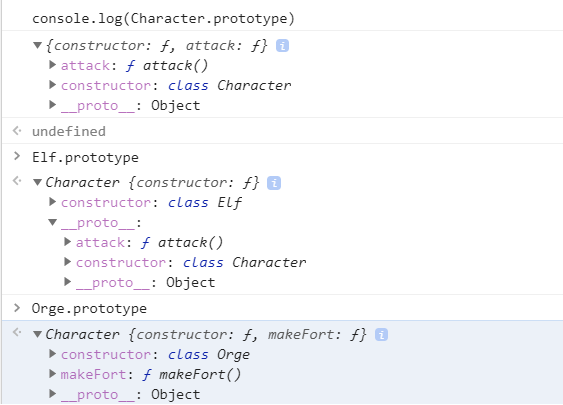 console.log(Character.prototype)
▼{constructor: ƒ, attack: ƒ} i
▶attack: ƒ attack()
▶constructor: class Character
▶__proto__: Object
undefined
> Elf.prototype
▼Character {constructor: ƒ} i
▶constructor: class Elf
▼__proto__:
▶attack: ƒ attack()
▶constructor: class Character
▶__proto__: Object
> Orge.prototype
▼Character {constructor: ƒ, makeFort: ƒ} i
▶constructor: class Orge
▶makeFort: ƒ makeFort()
▶__proto__: Object